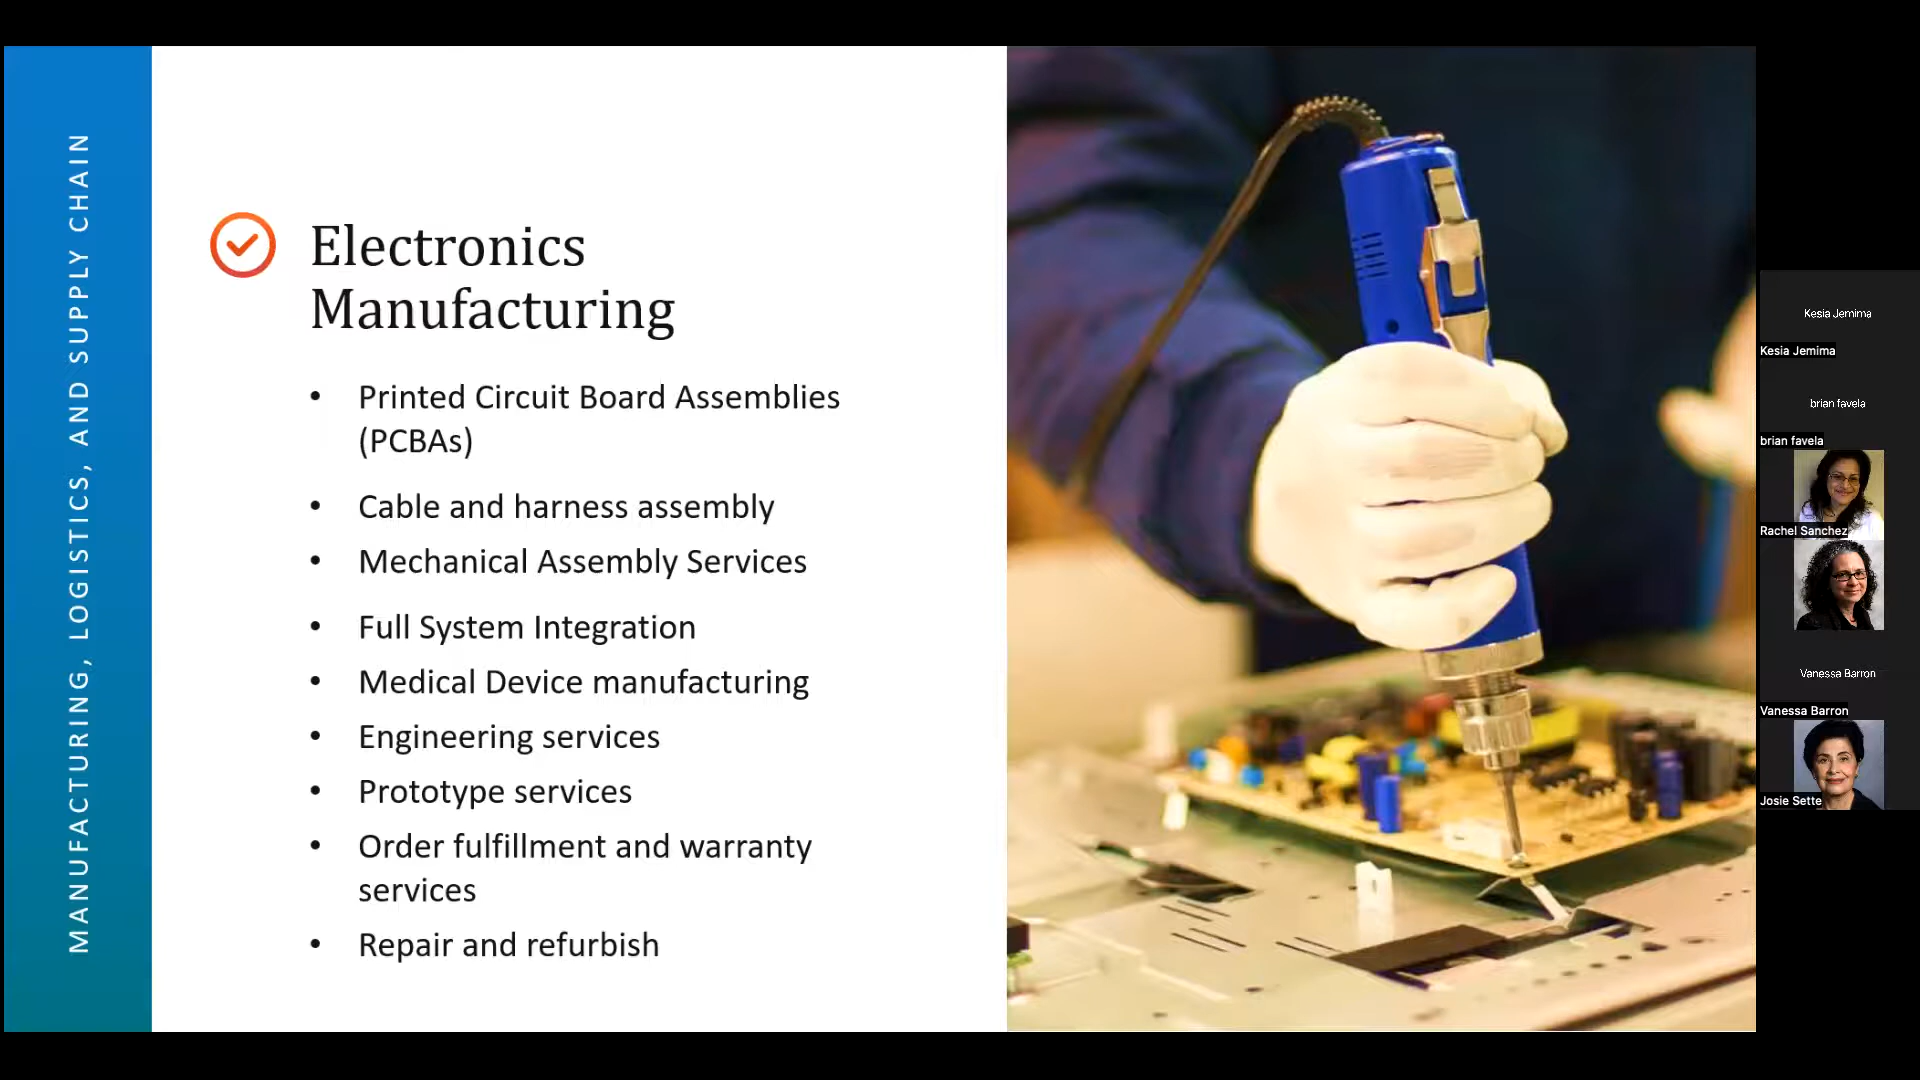 MANUFACTURING, LOGISTICS, AND SUPPLY CHAIN
Electronics
Manufacturing
• Printed Circuit Board Assemblies
(PCBAs)
• Cable and harness assembly
• Mechanical Assembly Services
• Full System Integration
• Medical Device manufacturing
• Engineering services
• Prototype services
• Order fulfillment and warranty
services
• Repair and refurbish
Kesia Jemima
Kesia Jemima
brian favela
brian favela
Rachel Sanchez
Vanessa Barron
Vanessa Barron
Josie Sette